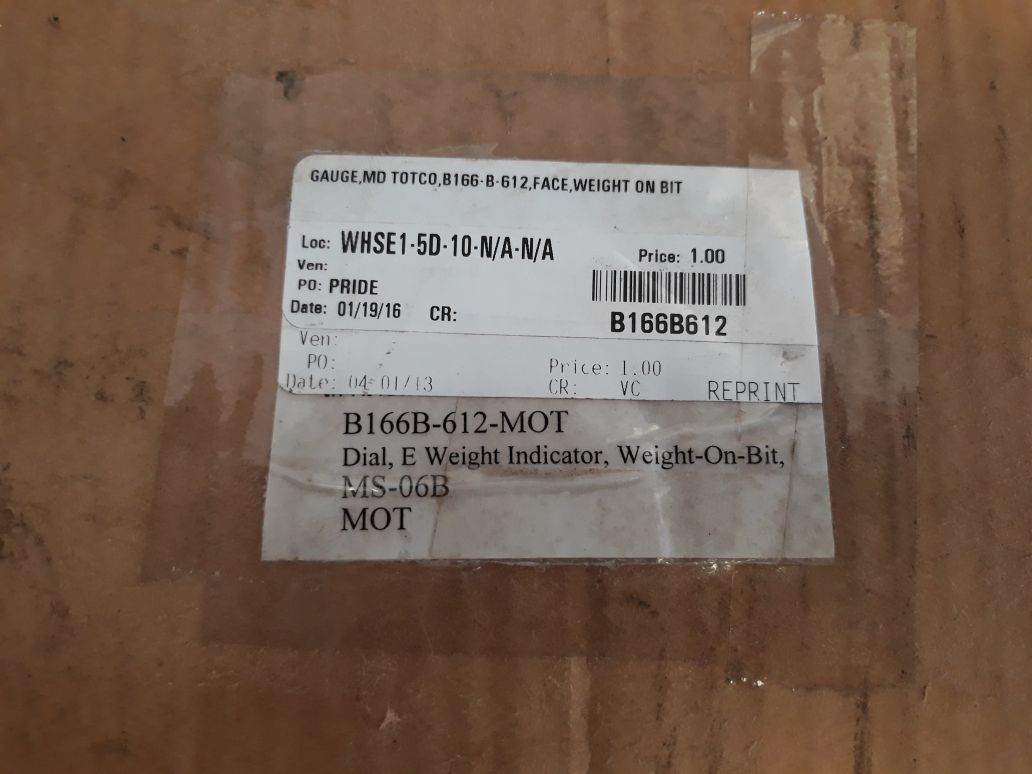 GAUGE,MD TOTCO,B166-B-612,FACE,WEIGHT ON BIT
Loc: WHSE1-5D-10-N/A-N/A
Price: 1.00
Ven:
PO: PRIDE
Date: 01/19/16 CR:
B166B612
Ven:
PO:
Price: 1.00
Date: 04-01/13
CR: VC
REPRINT
B166B-612-MOT
Dial, E Weight Indicator, Weight-On-Bit,
MS-06B
MOT